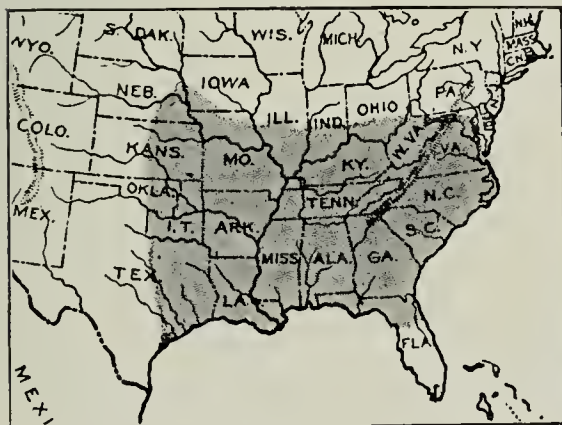 WYO.
S. DAK.
WIS.
MICH.
N.Y
N.H.
MASS
CN.
R
NEB.
IOWA
ILL.
IND.
OHIO
PA.
N.J.
D
COLO.
KANS.
MO.
KY.
W.VA.
VA.
OKLA.
I.T.
ARK.
TENN.
N.C.
S.C.
MEX.
TEX.
LA.
MISS.
ALA.
GA.
FLA.
MEXI